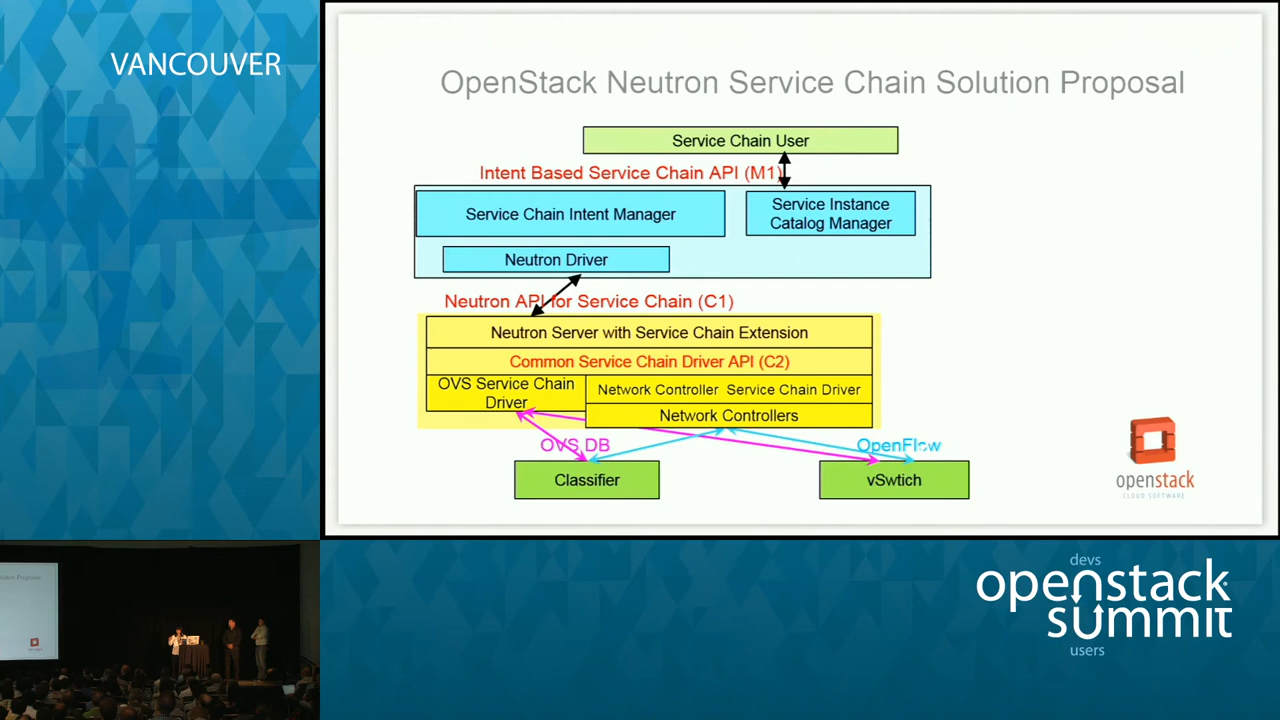 VANCOUVER
OpenStack Neutron Service Chain Solution Proposal
Service Chain User
Intent Based Service Chain API (M1)
Service Chain Intent Manager
Service Instance
Catalog Manager
Neutron Driver
Neutron API for Service Chain (C1)
Neutron Server with Service Chain Extension
Common Service Chain Driver API (C2)
OVS Service Chain
Driver
Network Controller Service Chain Driver
Network Controllers
OVS DB
OpenFlow
Classifier
vSwtich
openstack
CLOUD SOFTWARE
devs
openstack
summit
users